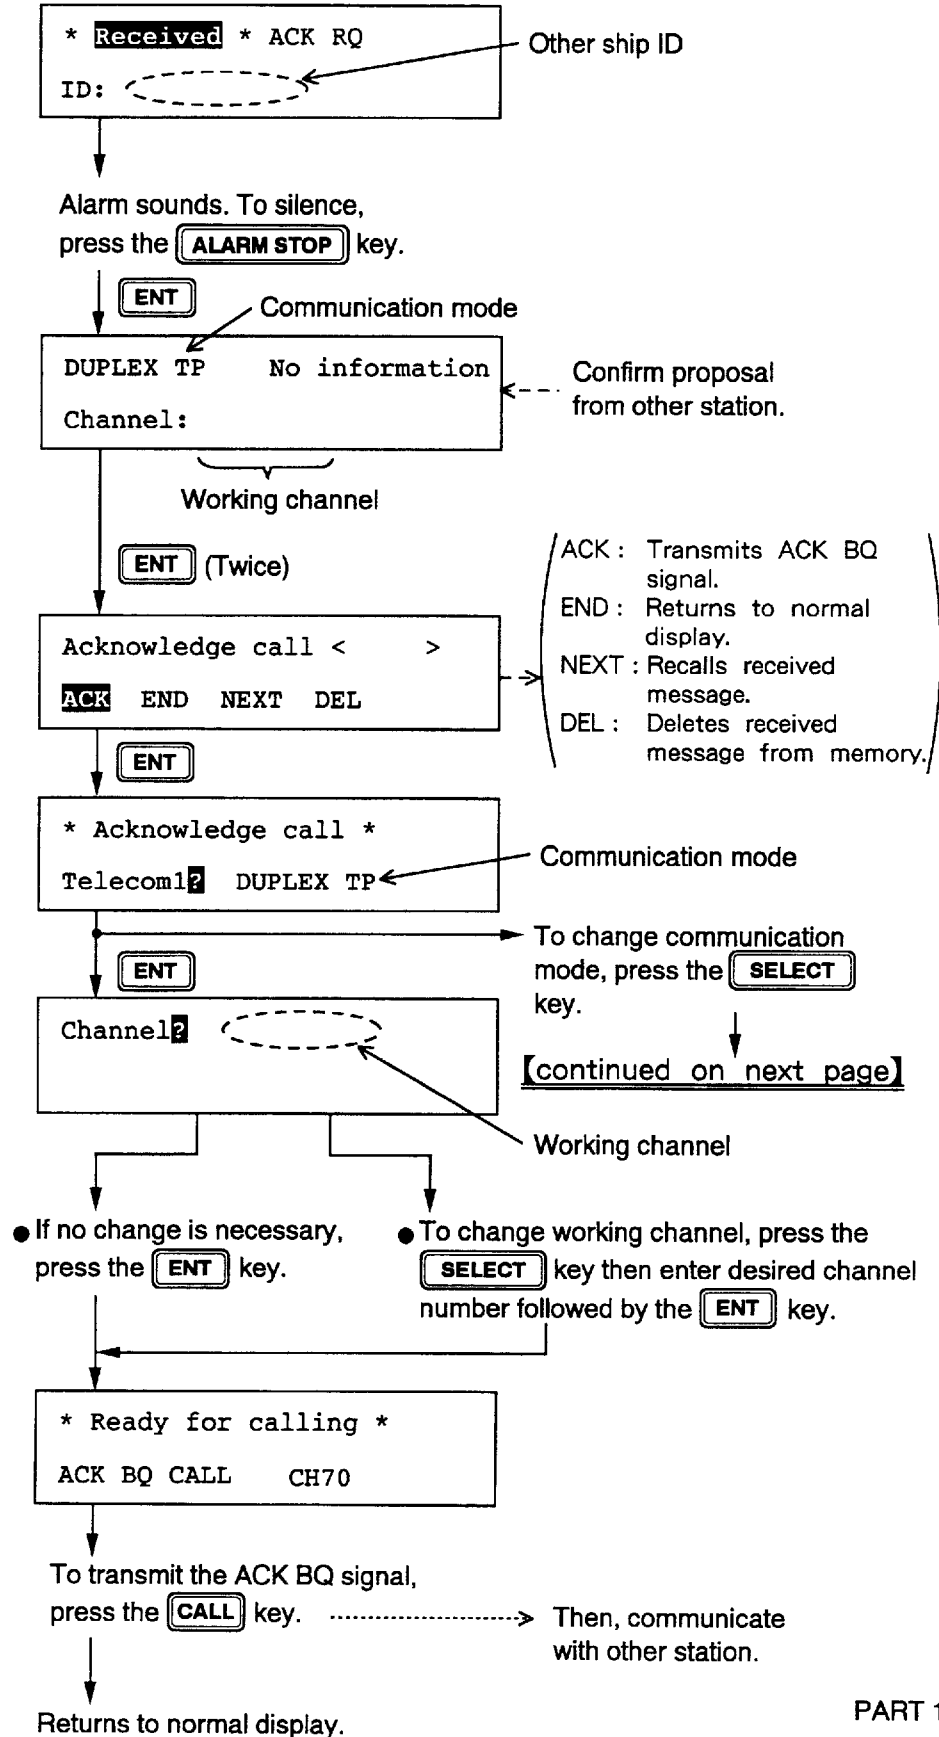 * Received * ACK RQ
Other ship ID
ID:
Alarm sounds. To silence,
press the ALARM STOP key.
ENT
Communication mode
DUPLEX TP No information
Channel:
Confirm proposal
from other station.
Working channel
ENT (Twice)
ACK : Transmits ACK BQ
signal.
END : Returns to normal
display.
NEXT : Recalls received
message.
DEL : Deletes received
message from memory.
Acknowledge call < >
ACK END NEXT DEL
ENT
* Acknowledge call *
Telecom1? DUPLEX TP
Communication mode
To change communication
mode, press the SELECT
key.
【continued on next page】
ENT
Channel?
Working channel
● If no change is necessary,
press the ENT key.
● To change working channel, press the
SELECT key then enter desired channel
number followed by the ENT key.
* Ready for calling *
ACK BQ CALL CH70
To transmit the ACK BQ signal,
press the CALL key.
Then, communicate
with other station.
Returns to normal display.
PART 1